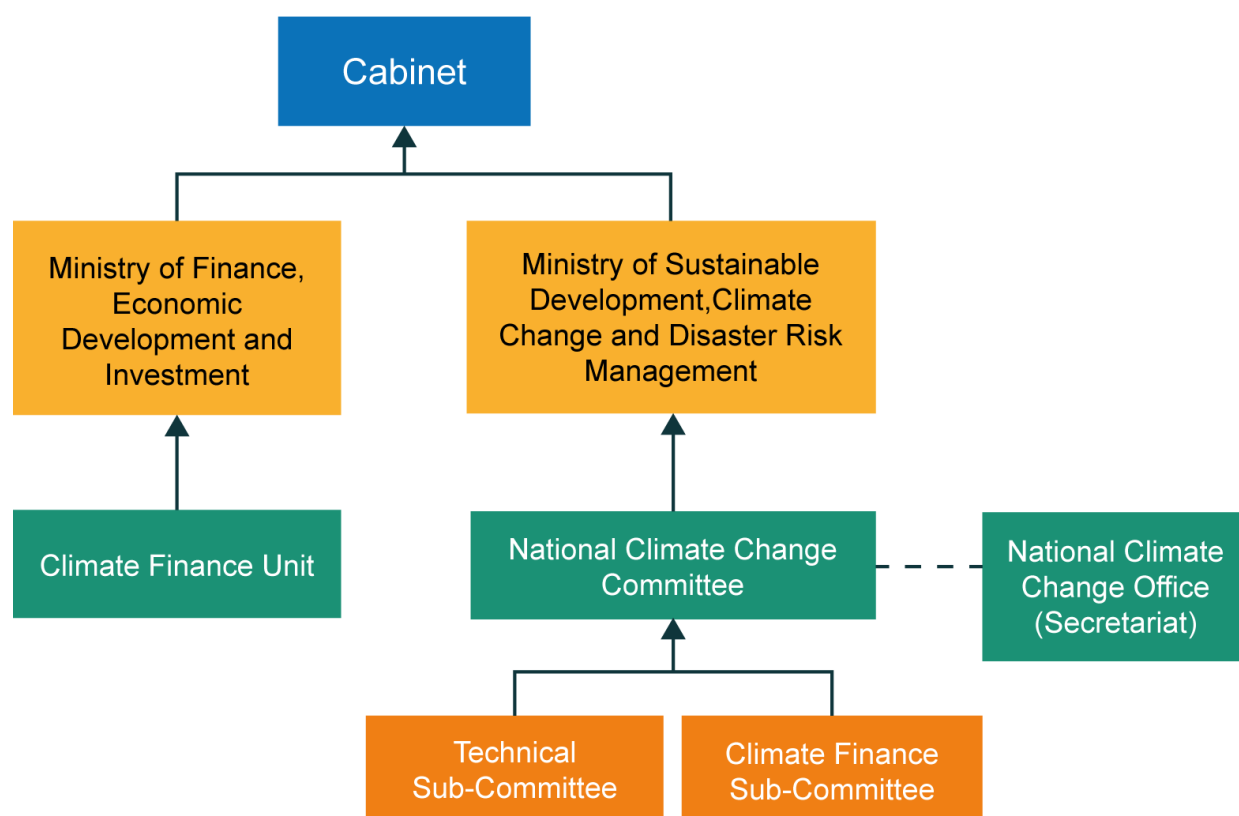 Cabinet
Ministry of Finance,
Economic
Development and
Investment
Ministry of Sustainable
Development,Climate
Change and Disaster Risk
Management
Climate Finance Unit
National Climate Change
Committee
National Climate
Change Office
(Secretariat)
Technical
Sub-Committee
Climate Finance
Sub-Committee